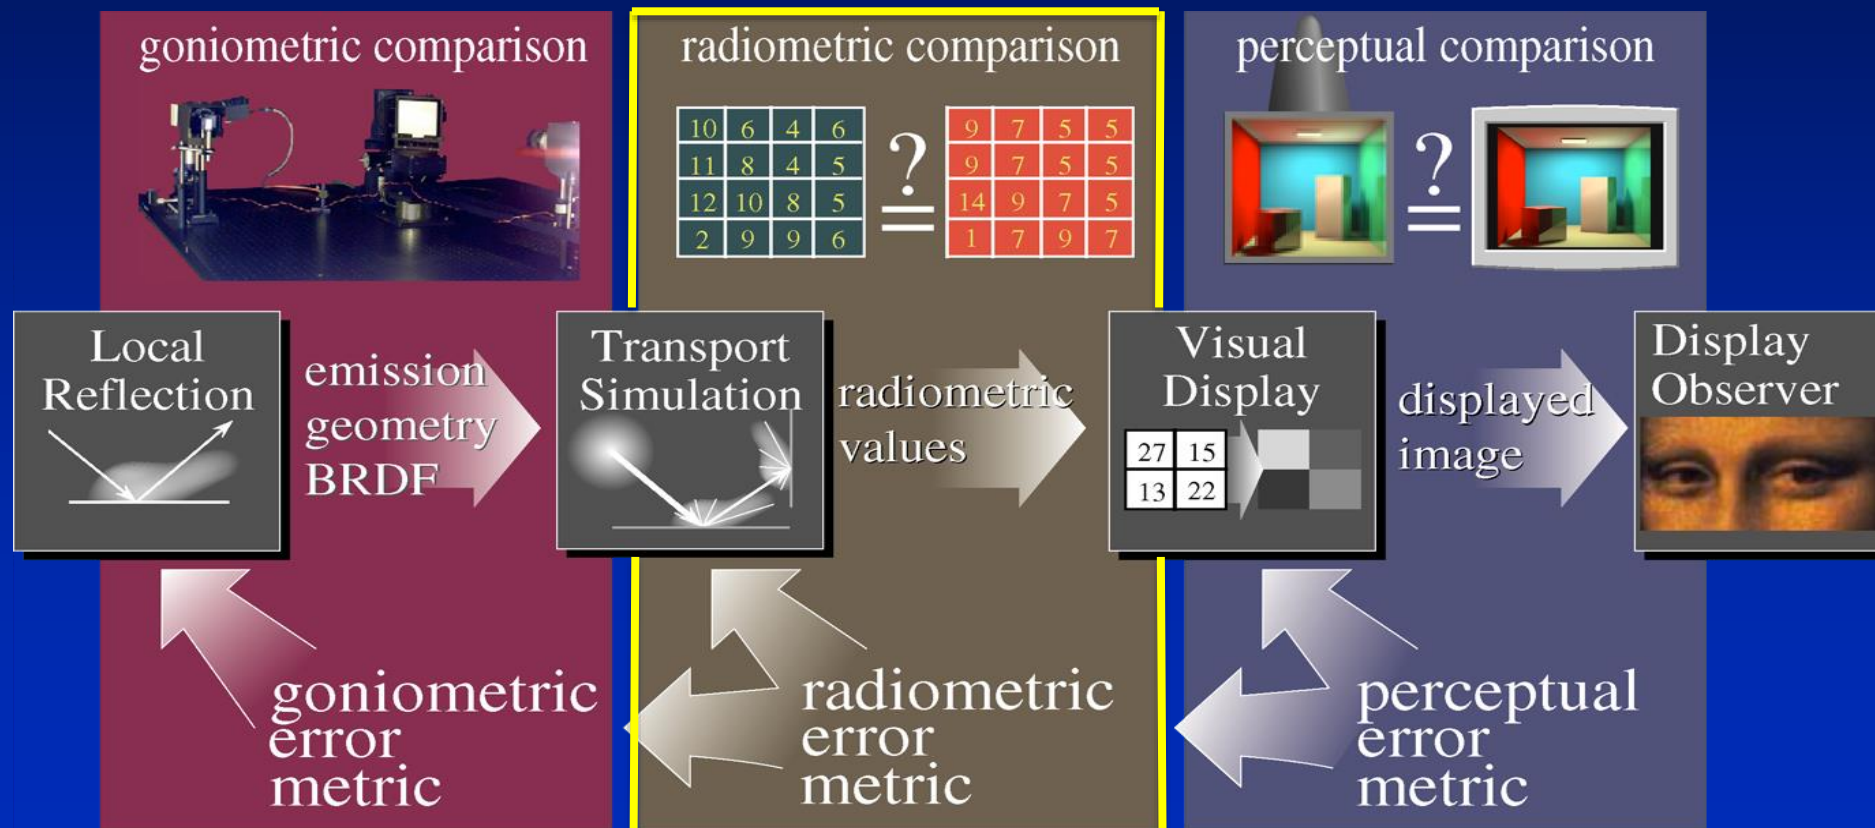 goniometric comparison
radiometric comparison
perceptual comparison
10 6 4 6
11 8 4 5
12 10 8 5
2 9 9 6
?
=
9 7 5 5
9 7 5 5
14 9 7 5
1 7 9 7
?
=
Local
Reflection
emission
geometry
BRDF
Transport
Simulation
radiometric
values
Visual
Display
27 15
13 22
displayed
image
Display
Observer
goniometric
error
metric
radiometric
error
metric
perceptual
error
metric